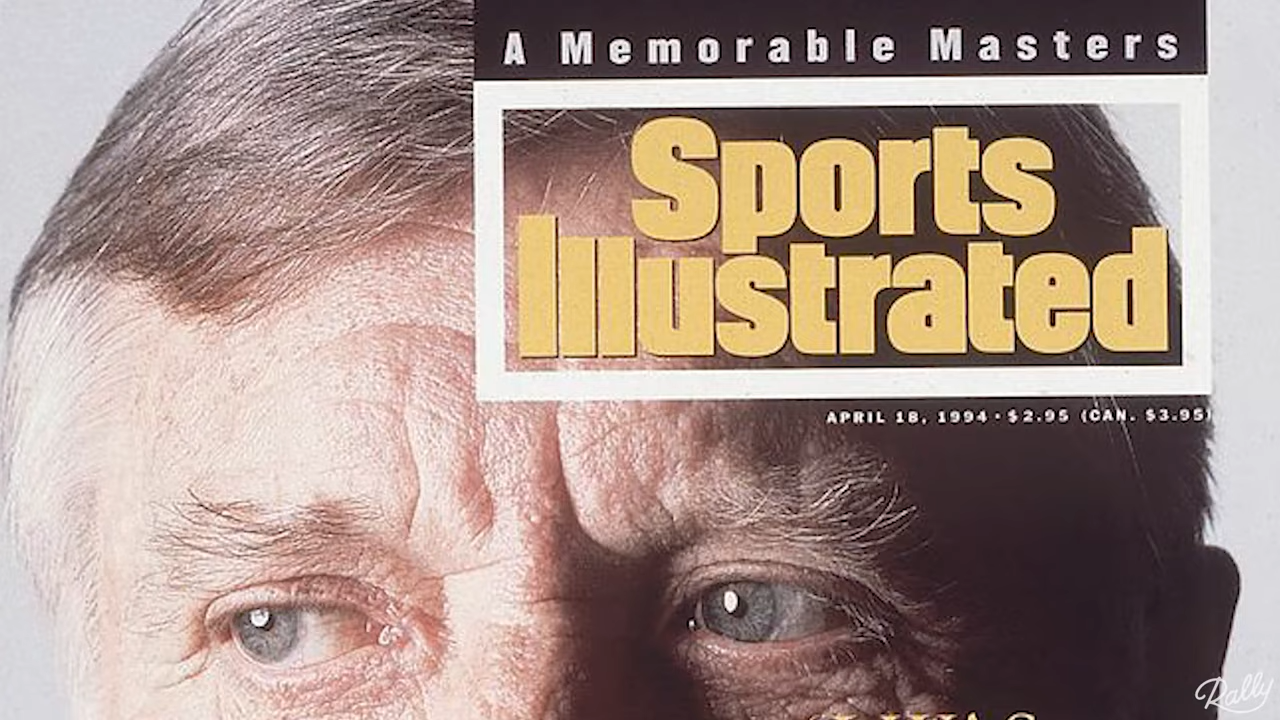 A Memorable Masters
Sports
Illustrated
APRIL 18, 1994 • $2.95 (CAN. $3.95)
Rally